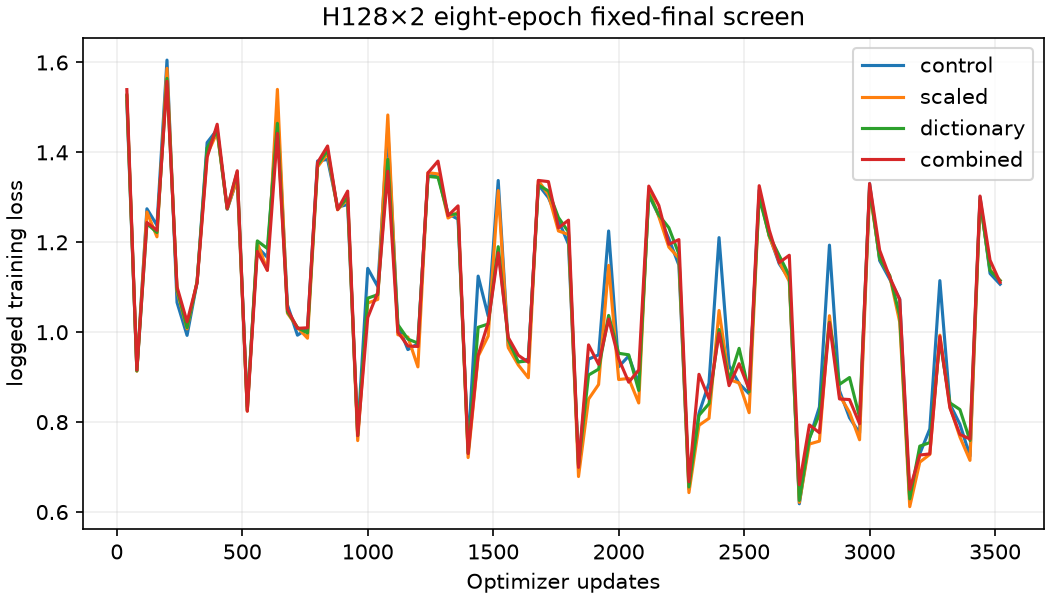 H128×2 eight-epoch fixed-final screen
logged training loss
1.6
1.4
1.2
1.0
0.8
0.6
control
scaled
dictionary
combined
0 500 1000 1500 2000 2500 3000 3500
Optimizer updates